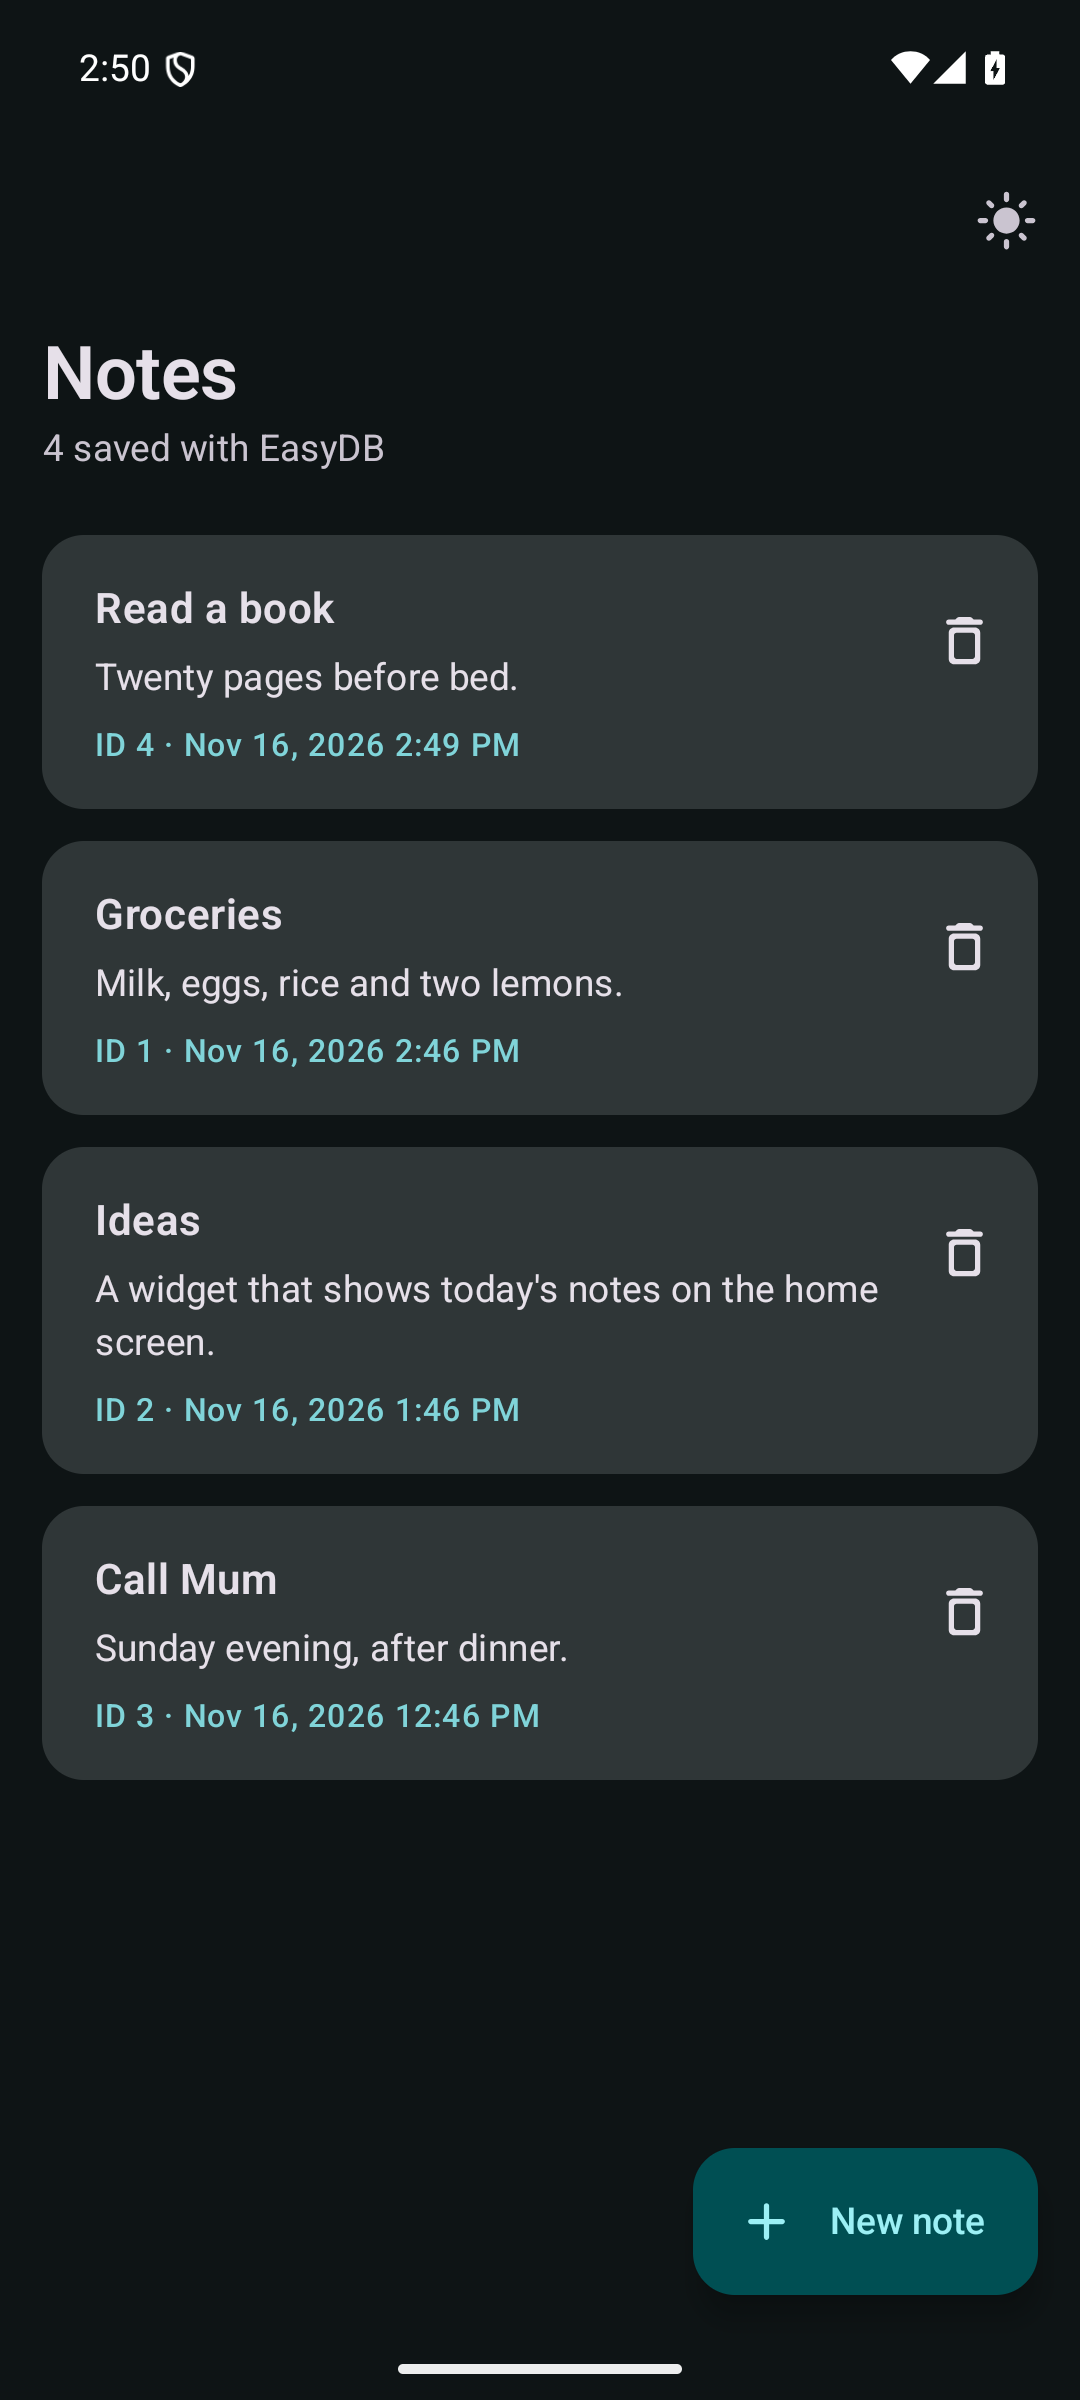 2:50
Notes
4 saved with EasyDB
Read a book
Twenty pages before bed.
ID 4 · Nov 16, 2026 2:49 PM
Groceries
Milk, eggs, rice and two lemons.
ID 1 · Nov 16, 2026 2:46 PM
Ideas
A widget that shows today's notes on the home
screen.
ID 2 · Nov 16, 2026 1:46 PM
Call Mum
Sunday evening, after dinner.
ID 3 · Nov 16, 2026 12:46 PM
New note